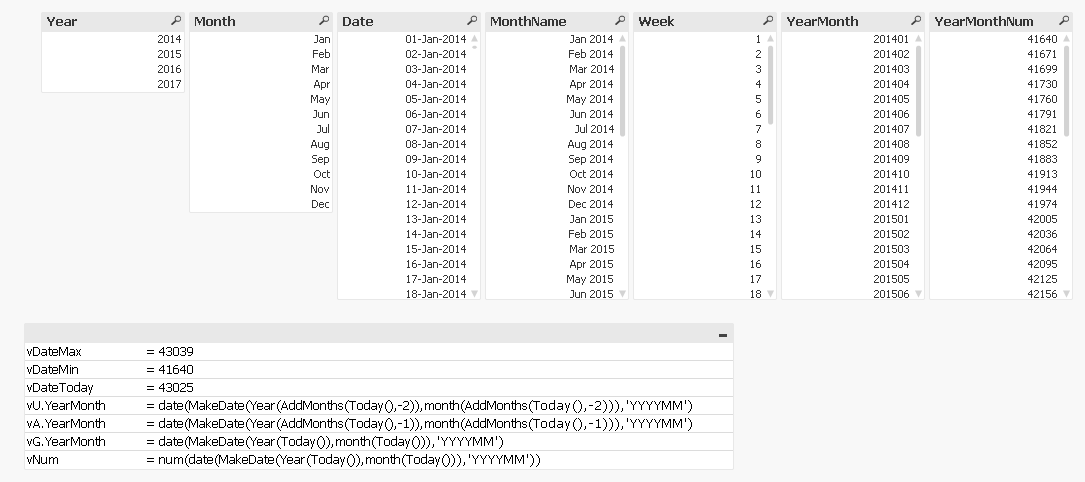 Year Month Date MonthName Week YearMonth YearMonthNum
2014 Jan 01-Jan-2014 Jan 2014 1 201401 41640
2015 Feb 02-Jan-2014 Feb 2014 2 201402 41671
2016 Mar 03-Jan-2014 Mar 2014 3 201403 41699
2017 Apr 04-Jan-2014 Apr 2014 4 201404 41730
May 05-Jan-2014 May 2014 5 201405 41760
Jun 06-Jan-2014 Jun 2014 6 201406 41791
Jul 07-Jan-2014 Jul 2014 7 201407 41821
Aug 08-Jan-2014 Aug 2014 8 201408 41852
Sep 09-Jan-2014 Sep 2014 9 201409 41883
Oct 10-Jan-2014 Oct 2014 10 201410 41913
Nov 11-Jan-2014 Nov 2014 11 201411 41944
Dec 12-Jan-2014 Dec 2014 12 201412 41974
13-Jan-2014 Jan 2015 13 201501 42005
14-Jan-2014 Feb 2015 14 201502 42036
15-Jan-2014 Mar 2015 15 201503 42064
16-Jan-2014 Apr 2015 16 201504 42095
17-Jan-2014 May 2015 17 201505 42125
18-Jan-2014 Jun 2015 18 201506 42156
vDateMax = 43039
vDateMin = 41640
vDateToday = 43025
vU.YearMonth = date(MakeDate(Year(AddMonths(Today(),-2)),month(AddMonths(Today(),-2))),'YYYYMM')
vA.YearMonth = date(MakeDate(Year(AddMonths(Today(),-1)),month(AddMonths(Today(),-1))),'YYYYMM')
vG.YearMonth = date(MakeDate(Year(Today()),month(Today())),'YYYYMM')
vNum = num(date(MakeDate(Year(Today()),month(Today())),'YYYYMM'))